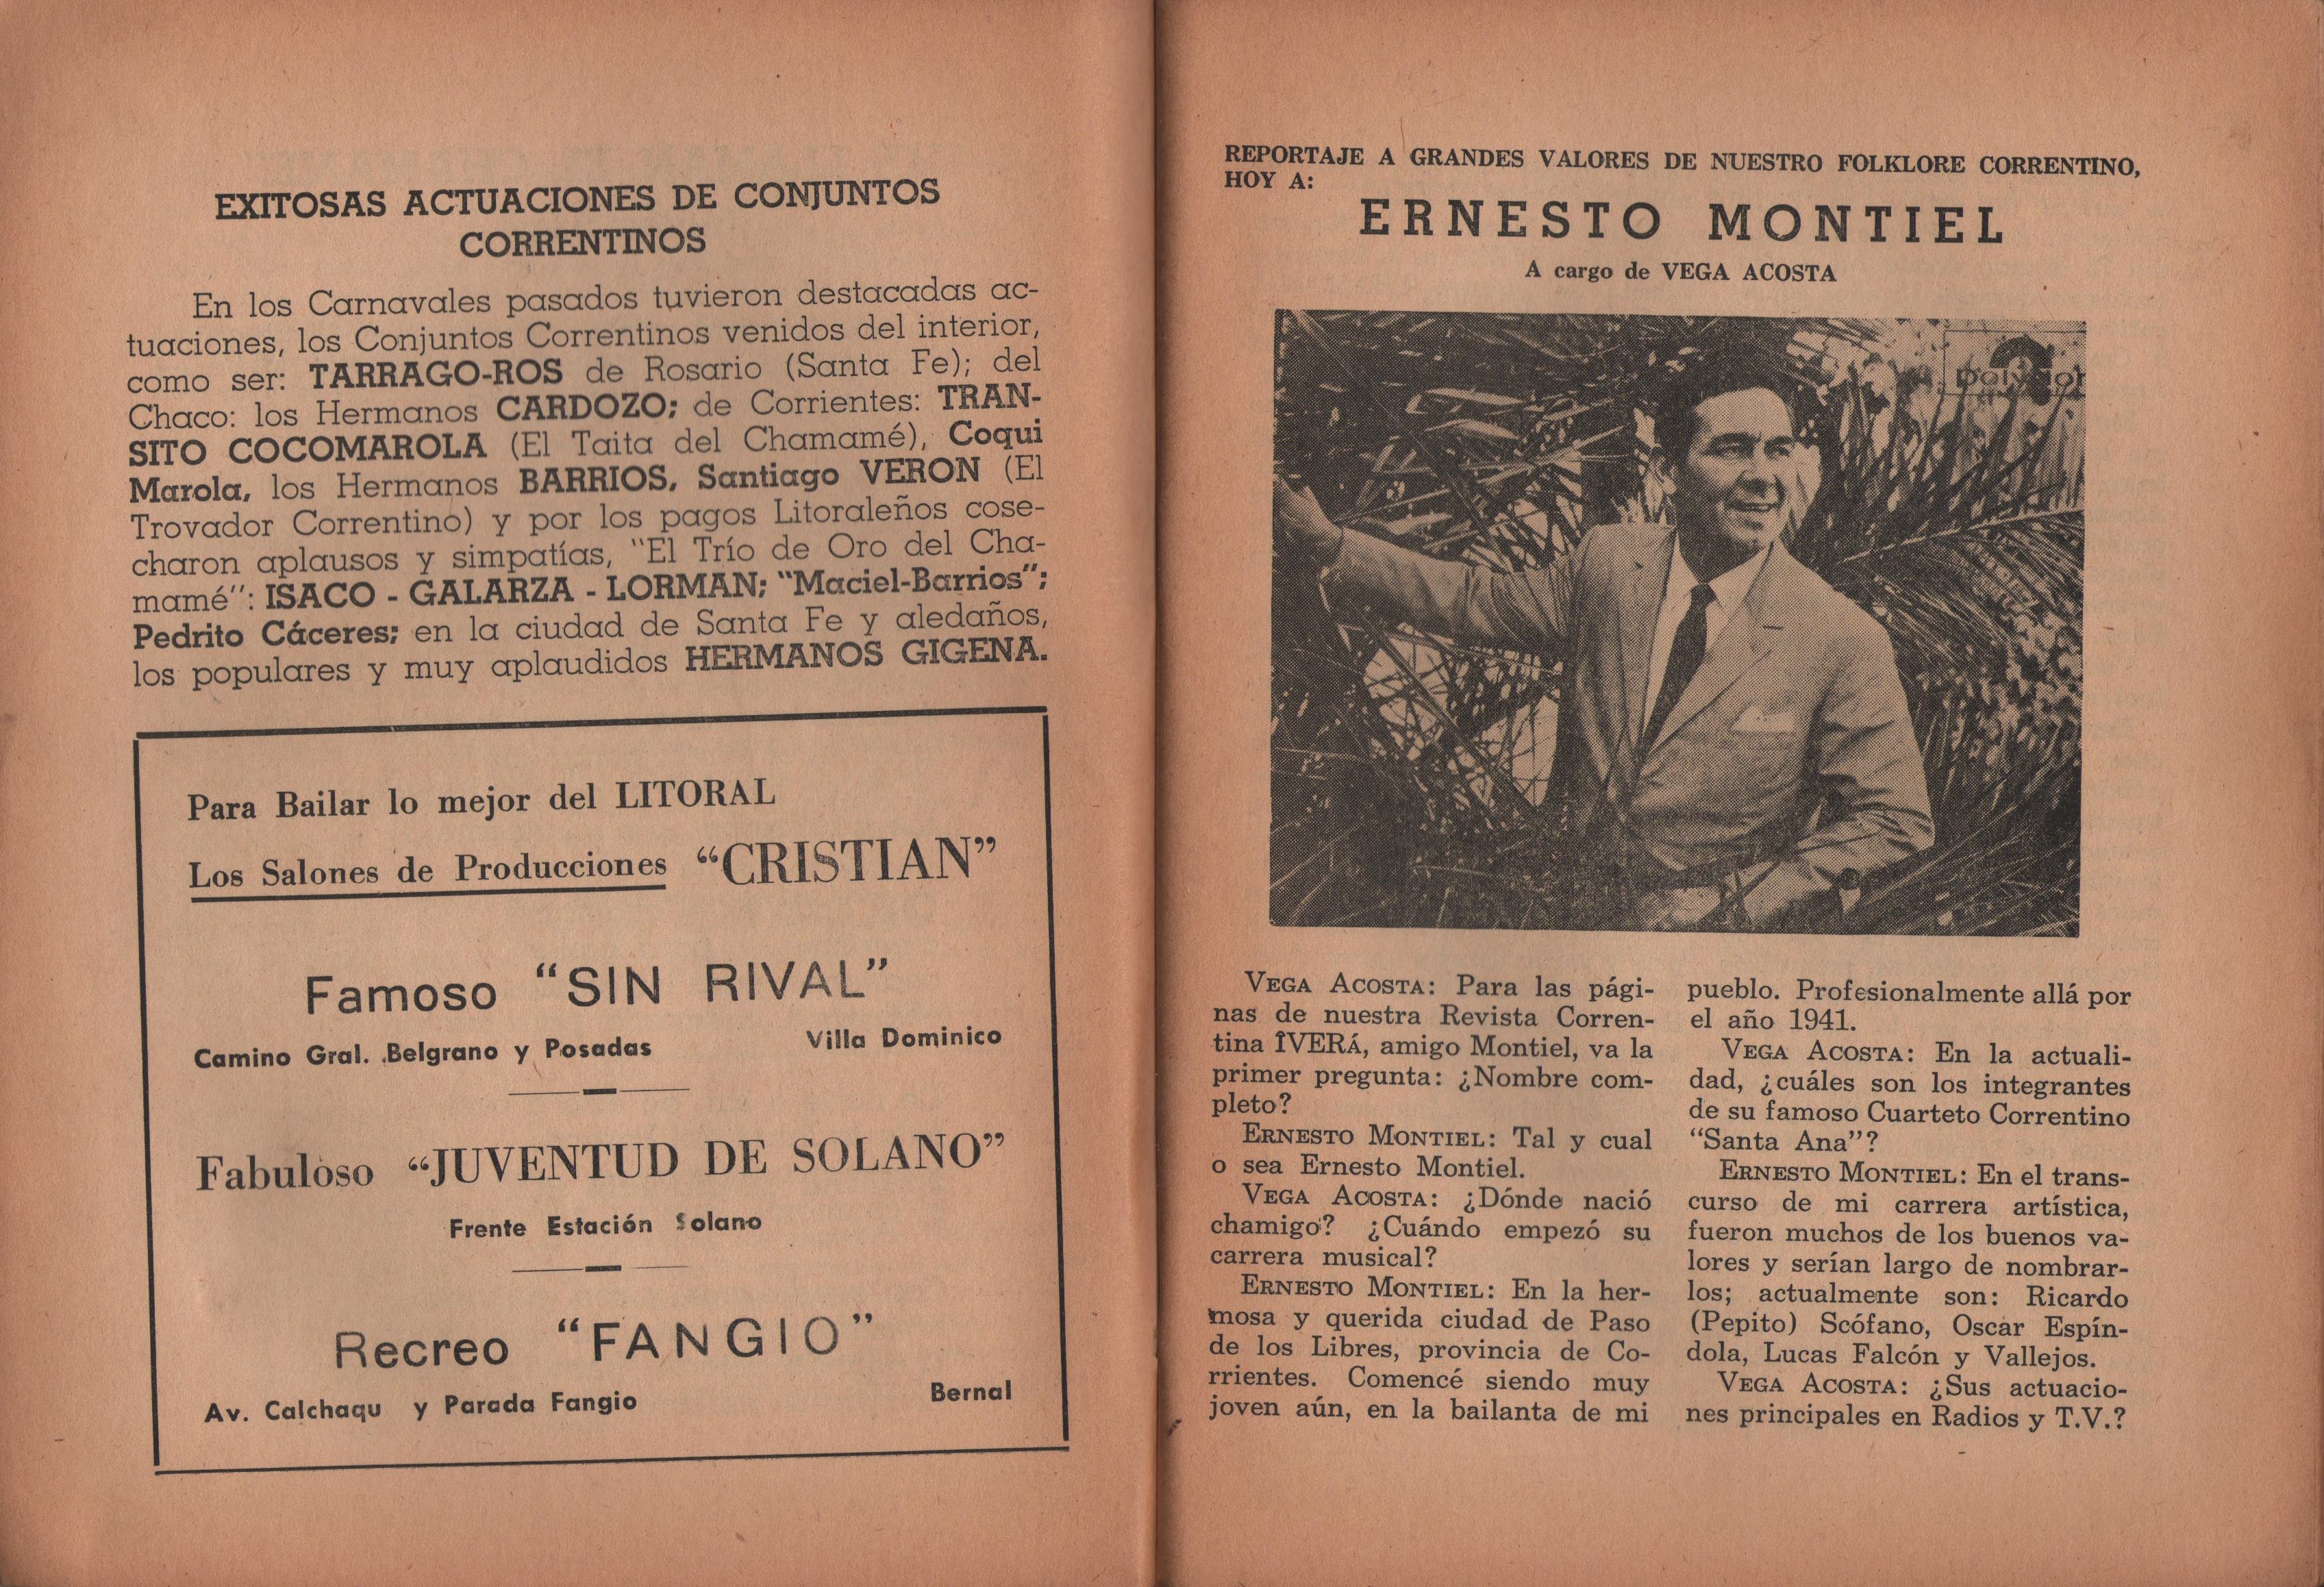 EXITOSAS ACTUACIONES DE CONJUNTOS
CORRENTINOS
En los Carnavales pasados tuvieron destacadas ac-
tuaciones, los Conjuntos Correntinos venidos del interior,
como ser: TARRAGO-ROS de Rosario (Santa Fe); del
Chaco: los Hermanos CARDOZO; de Corrientes: TRAN-
SITO COCOMAROLA (El Taita del Chamamé), Coqui
Marola, los Hermanos BARRIOS, Santiago VERON (El
Trovador Correntino) y por los pagos Litoraleños cose-
charon aplausos y simpatías, "El Trío de Oro del Cha-
mamé": ISACO - GALARZA - LORMAN; "Maciel-Barrios";
Pedrito Cáceres; en la ciudad de Santa Fe y aledaños,
los populares y muy aplaudidos HERMANOS GIGENA.
Para Bailar lo mejor del LITORAL
Los Salones de Producciones "CRISTIAN"
Famoso "SIN RIVAL"
Camino Gral. Belgrano y Posadas Villa Dominico
Fabuloso "JUVENTUD DE SOLANO"
Frente Estación Solano
Recreo "FANGIO"
Av. Calchaqu y Parada Fangio Bernal
REPORTAJE A GRANDES VALORES DE NUESTRO FOLKLORE CORRENTINO,
HOY A:
ERNESTO MONTIEL
A cargo de VEGA ACOSTA
VEGA ACOSTA: Para las pági-
nas de nuestra Revista Corren-
tina ÎVERÁ, amigo Montiel, va la
primer pregunta: ¿Nombre com-
pleto?
ERNESTO MONTIEL: Tal y cual
o sea Ernesto Montiel.
VEGA ACOSTA: ¿Dónde nació
chamigo? ¿Cuándo empezó su
carrera musical?
ERNESTO MONTIEL: En la her-
mosa y querida ciudad de Paso
de los Libres, provincia de Co-
rrientes. Comencé siendo muy
joven aún, en la bailanta de mi
pueblo. Profesionalmente allá por
el año 1941.
VEGA ACOSTA: En la actuali-
dad, ¿cuáles son los integrantes
de su famoso Cuarteto Correntino
"Santa Ana"?
ERNESTO MONTIEL: En el trans-
curso de mi carrera artística,
fueron muchos de los buenos va-
lores y serían largo de nombrar-
los; actualmente son: Ricardo
(Pepito) Scófano, Oscar Espín-
dola, Lucas Falcón y Vallejos.
VEGA ACOSTA: ¿Sus actuacio-
nes principales en Radios y T.V.?